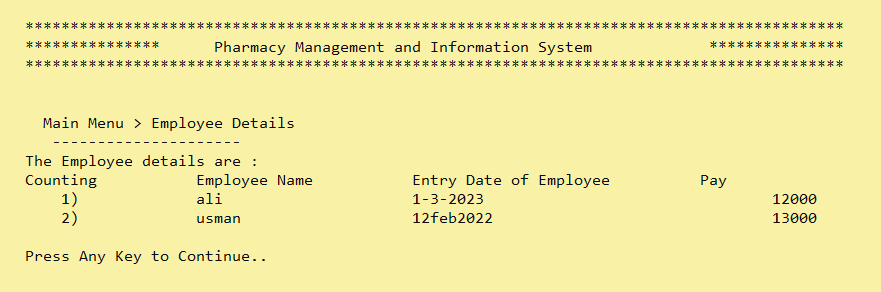 *******************************************************************************************
***************      Pharmacy Management and Information System             ***************
*******************************************************************************************
Main Menu > Employee Details
---------------------
The Employee details are :
Counting           Employee Name           Entry Date of Employee          Pay
1)             ali                     1-3-2023                                12000
2)             usman                   12feb2022                               13000
Press Any Key to Continue..